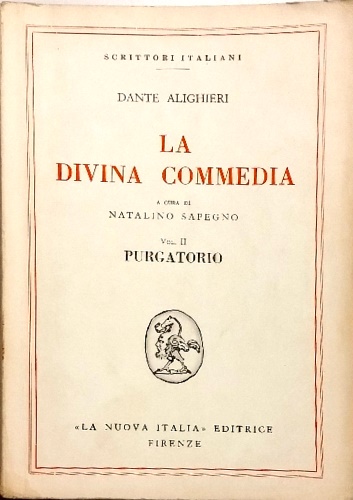 SCRITTORI ITALIANI
DANTE ALIGHIERI
LA
DIVINA COMMEDIA
A CURA DI
NATALINO SAPEGNO
VOL. II
PURGATORIO
«LA NUOVA ITALIA» EDITRICE
FIRENZE